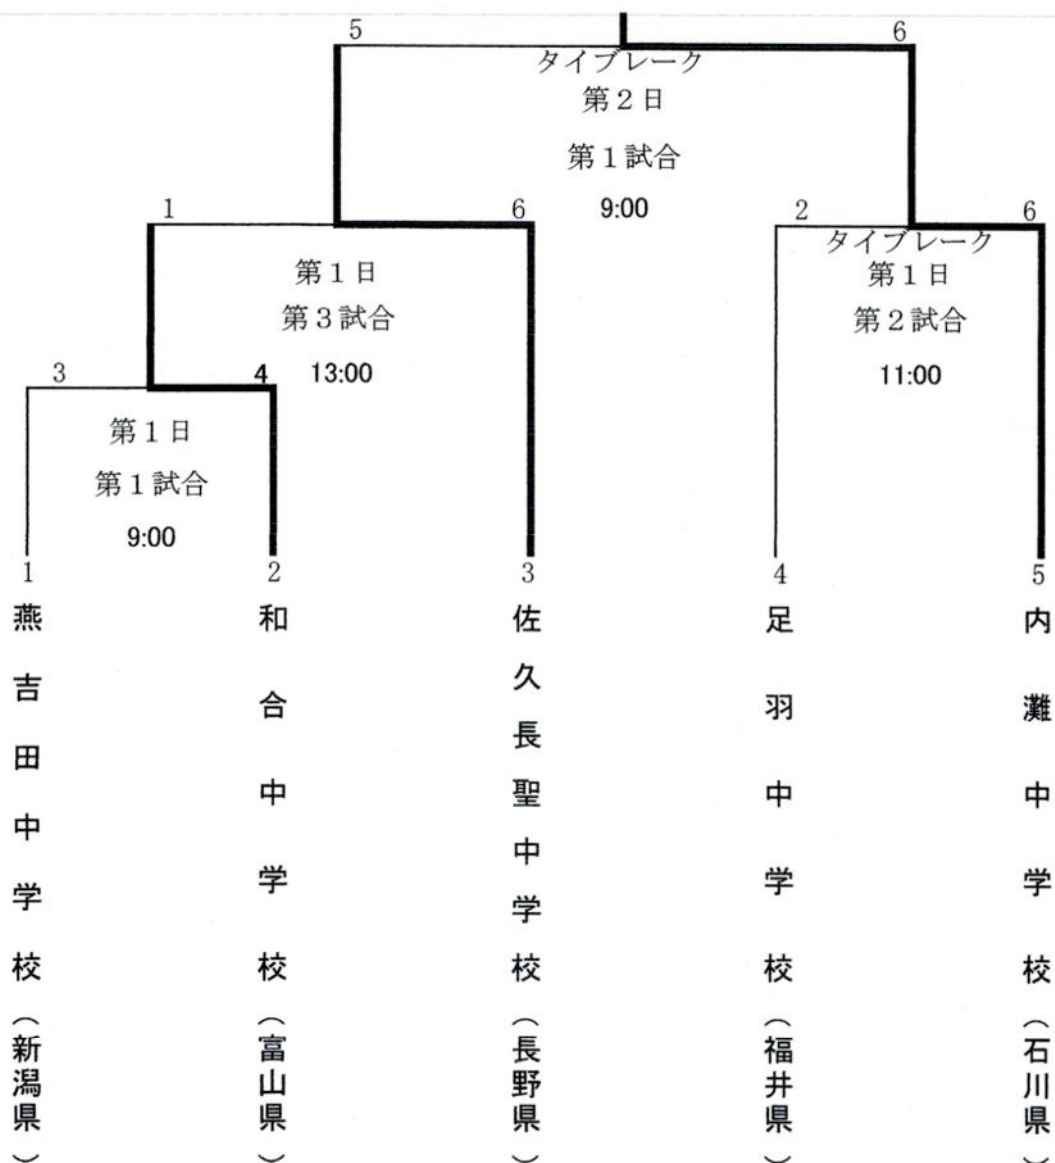 5
6
タイブレーク
第2日
第1試合
9:00
1
6
2
6
タイブレーク
第1日
第3試合
13:00
第1日
第2試合
11:00
3
4
第1日
第1試合
9:00
1
2
3
4
5
燕吉田中学校（新潟県）
和合中学校（富山県）
佐久長聖中学校（長野県）
足羽中学校（福井県）
内灘中学校（石川県）